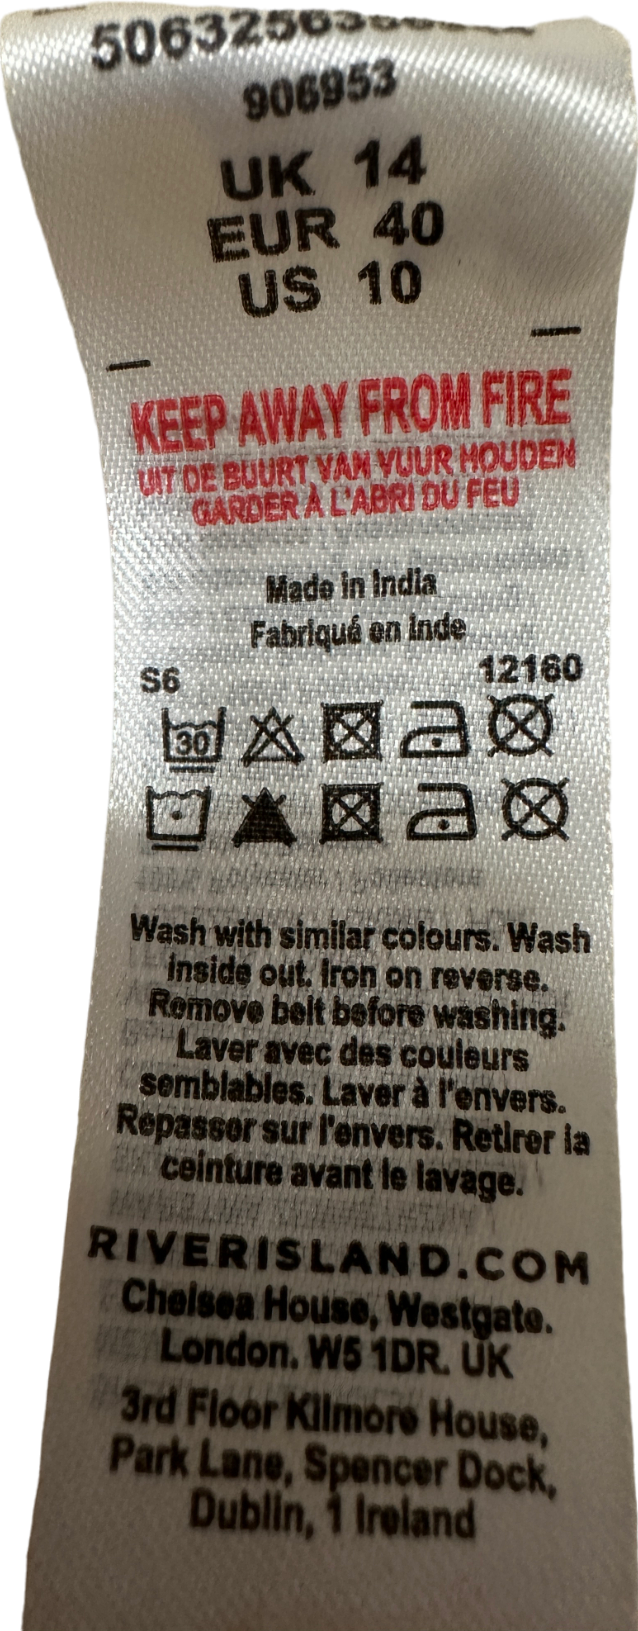 906953
UK 14
EUR 40
US 10
KEEP AWAY FROM FIRE
UIT DE BUURT VAN VUUR HOUDEN
GARDER À L'ABRI DU FEU
Made in India
Fabriqué en Inde
S6 12160
30
Wash with similar colours. Wash
inside out. Iron on reverse.
Remove belt before washing.
Laver avec des couleurs
semblables. Laver à l'envers.
Repasser sur l'envers. Retirer la
ceinture avant le lavage.
RIVERISLAND.COM
Chelsea House, Westgate.
London. W5 1DR. UK
3rd Floor Kilmore House,
Park Lane, Spencer Dock,
Dublin, 1 Ireland